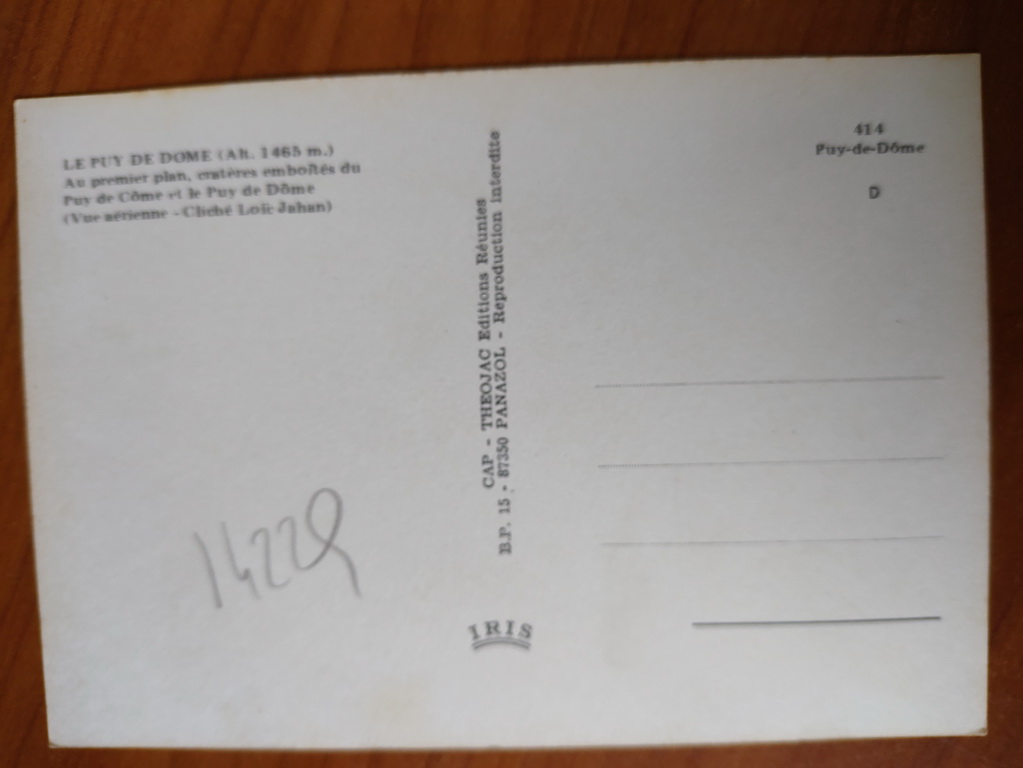 LE PUY DE DOME (Alt. 1465 m.)
Au premier plan, cratères emboîtés du
Puy de Côme et le Puy de Dôme
(Vue aérienne - Cliché Loïc Jahan)
414
Puy-de-Dôme
D
CAP - THEOJAC Editions Réunies
B.P. 15 - 87350 PANAZOL - Reproduction interdite
14229
IRIS